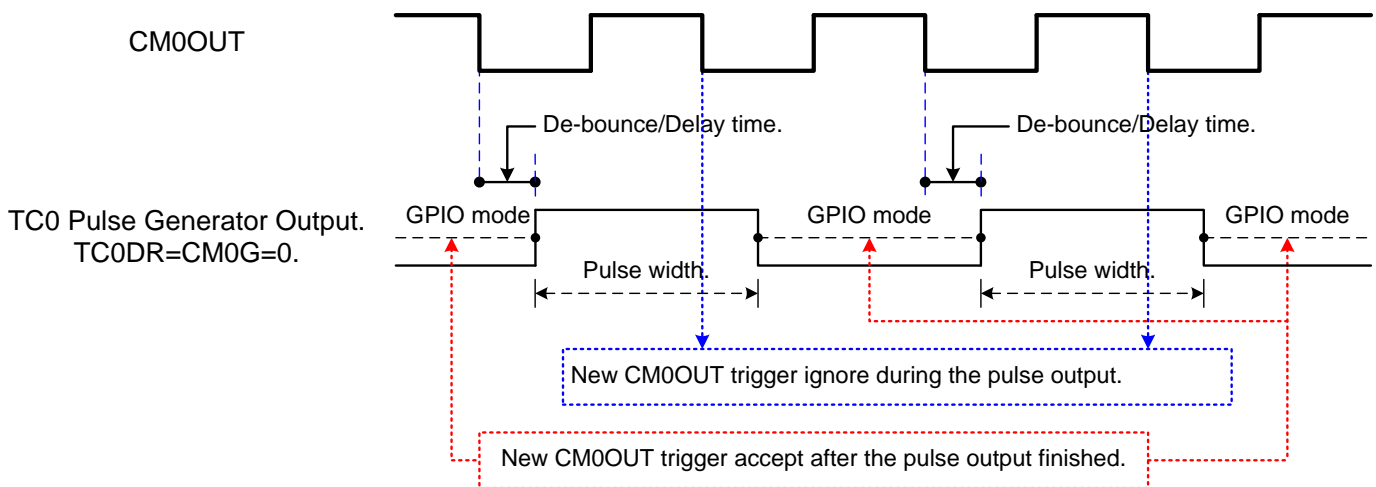 CM0OUT
De-bounce/Delay time.
De-bounce/Delay time.
TC0 Pulse Generator Output.
TC0DR=CM0G=0.
GPIO mode
GPIO mode
GPIO mode
Pulse width.
Pulse width.
New CM0OUT trigger ignore during the pulse output.
New CM0OUT trigger accept after the pulse output finished.